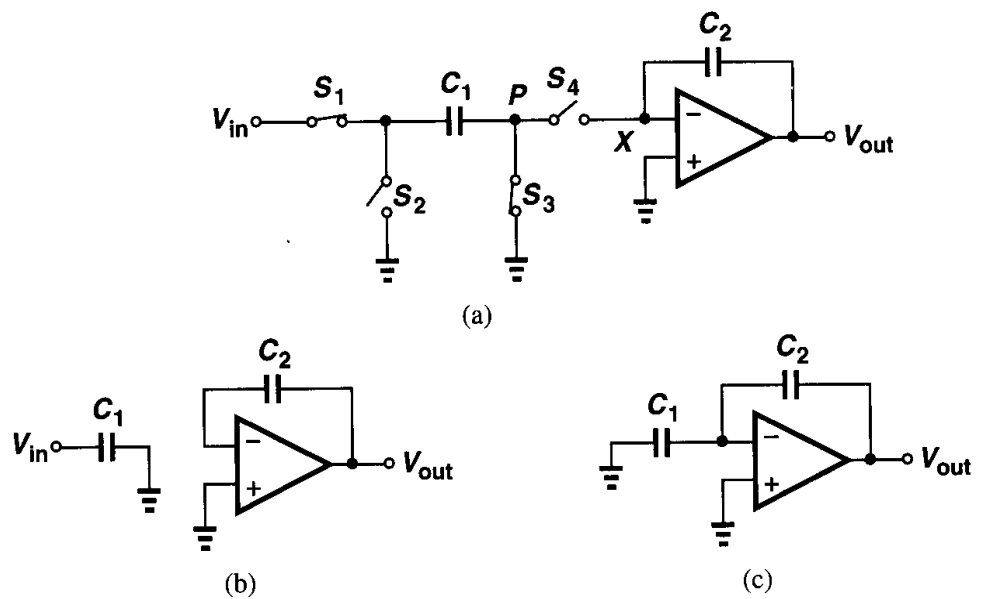 C2
S1
C1
P
S4
Vin
X
−
+
Vout
S2
S3
(a)
C2
C1
Vin
−
+
Vout
(b)
C2
C1
−
+
Vout
(c)